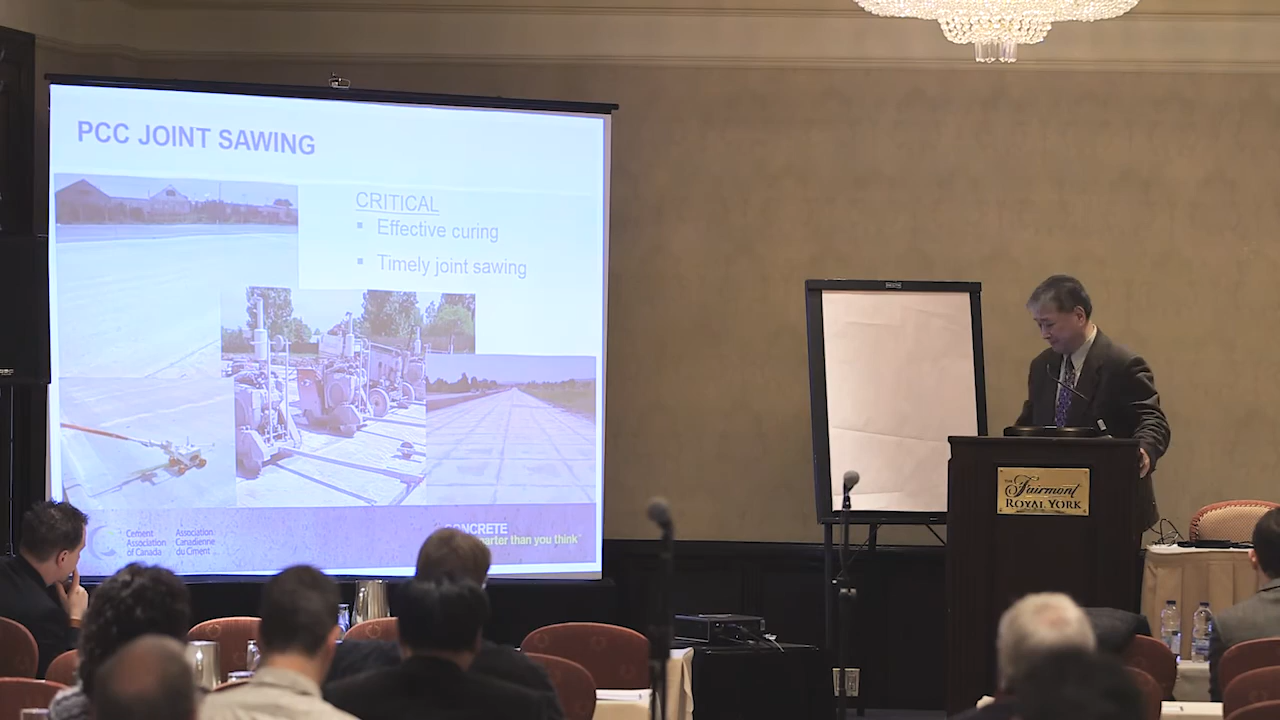 PCC JOINT SAWING
CRITICAL
▪ Effective curing
▪ Timely joint sawing
Cement
Association
of Canada
Association
Canadienne
du Ciment
CONCRETE
than you think
THE
Fairmont
ROYAL YORK